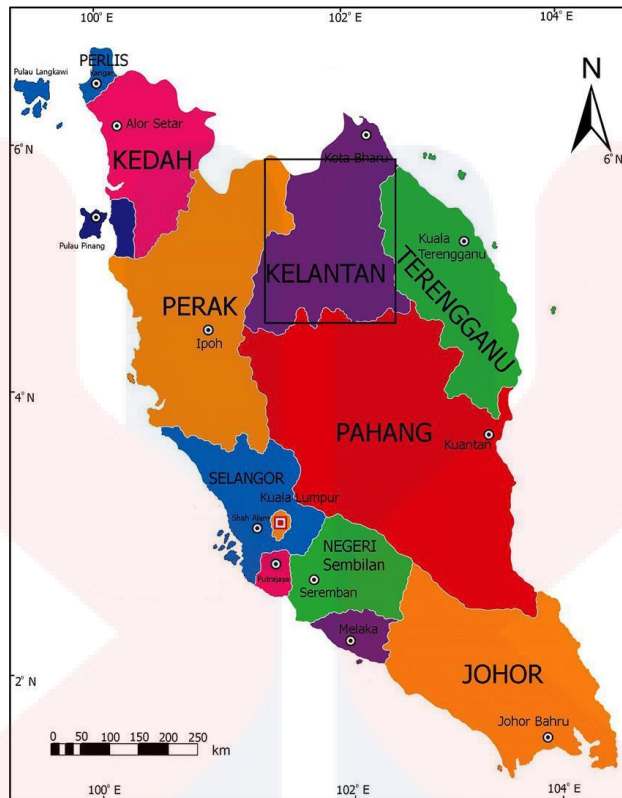 100° E
102° E
104° E
N
PERLIS
Kangar
Pulau Langkawi
Alor Setar
KEDAH
6° N
6° N
Kota Bharu
Pulau Pinang
Kuala
Terengganu
KELANTAN
TERENGGANU
PERAK
Ipoh
4° N
PAHANG
Kuantan
SELANGOR
Kuala Lumpur
Shah Alam
NEGERI
Sembilan
Putrajaya
Seremban
Melaka
2° N
JOHOR
Johor Bahru
0 50 100 150 200 250
km
100° E
102° E
104° E